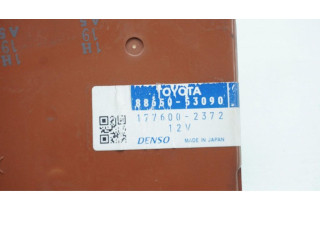 TOYOTA
88650-53090
177600-2372
12V
DENSO MADE IN JAPAN